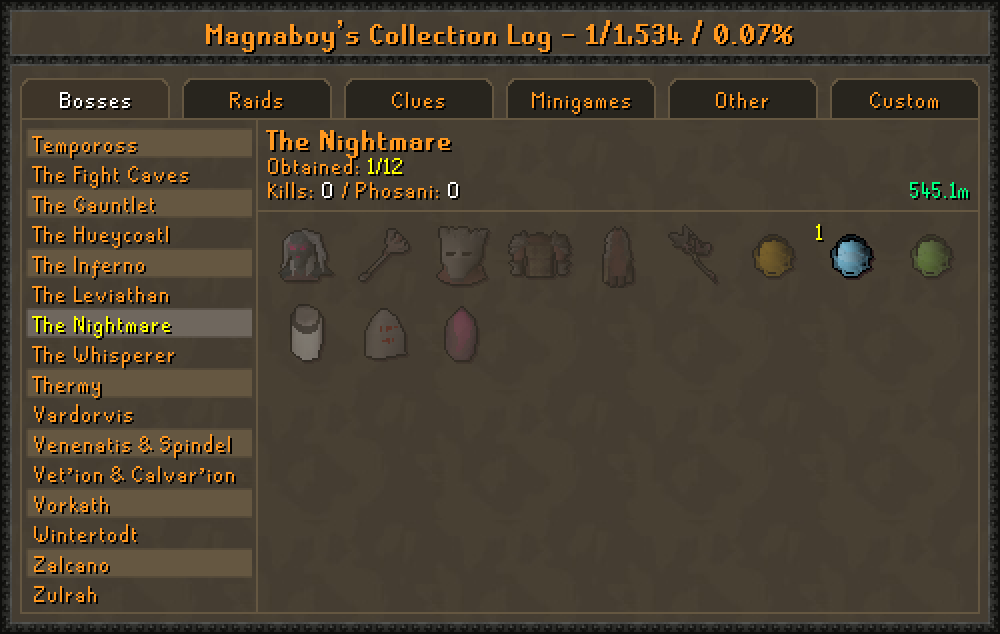 Magnaboy's Collection Log - 1/1,534 / 0.07%
Bosses
Raids
Clues
Minigames
Other
Custom
Tempoross
The Fight Caves
The Gauntlet
The Hueycoatl
The Inferno
The Leviathan
The Nightmare
The Whisperer
Thermy
Vardorvis
Venenatis & Spindel
Vet'ion & Calvar'ion
Vorkath
Wintertodt
Zalcano
Zulrah
The Nightmare
Obtained: 1/12
Kills: 0 / Phosani: 0
545.1m
1